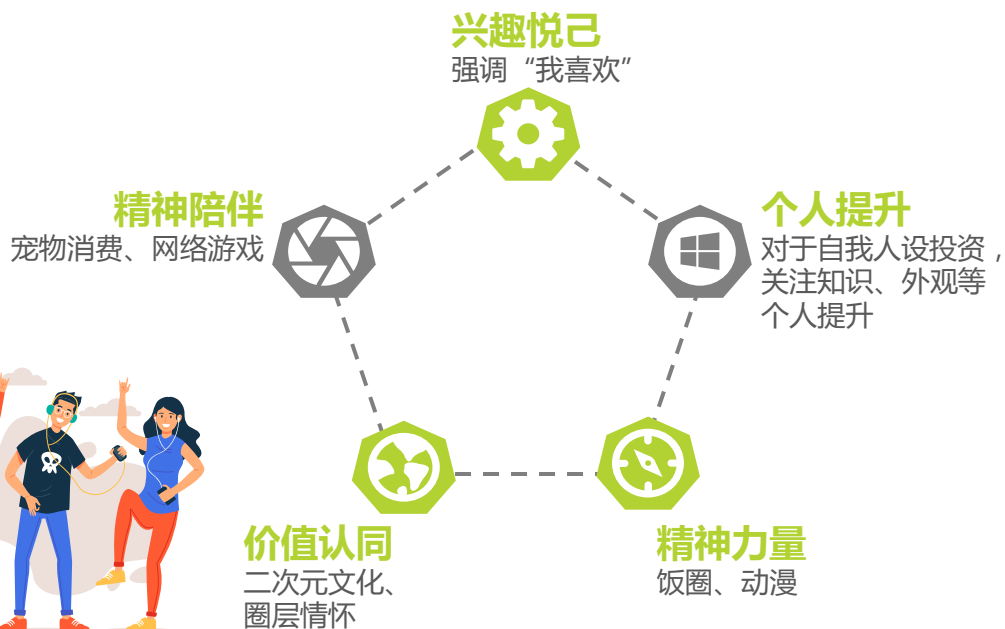 兴趣悦己
强调“我喜欢”
精神陪伴
宠物消费、网络游戏
个人提升
对于自我人设投资，
关注知识、外观等
个人提升
价值认同
二次元文化、
圈层情怀
精神力量
饭圈、动漫